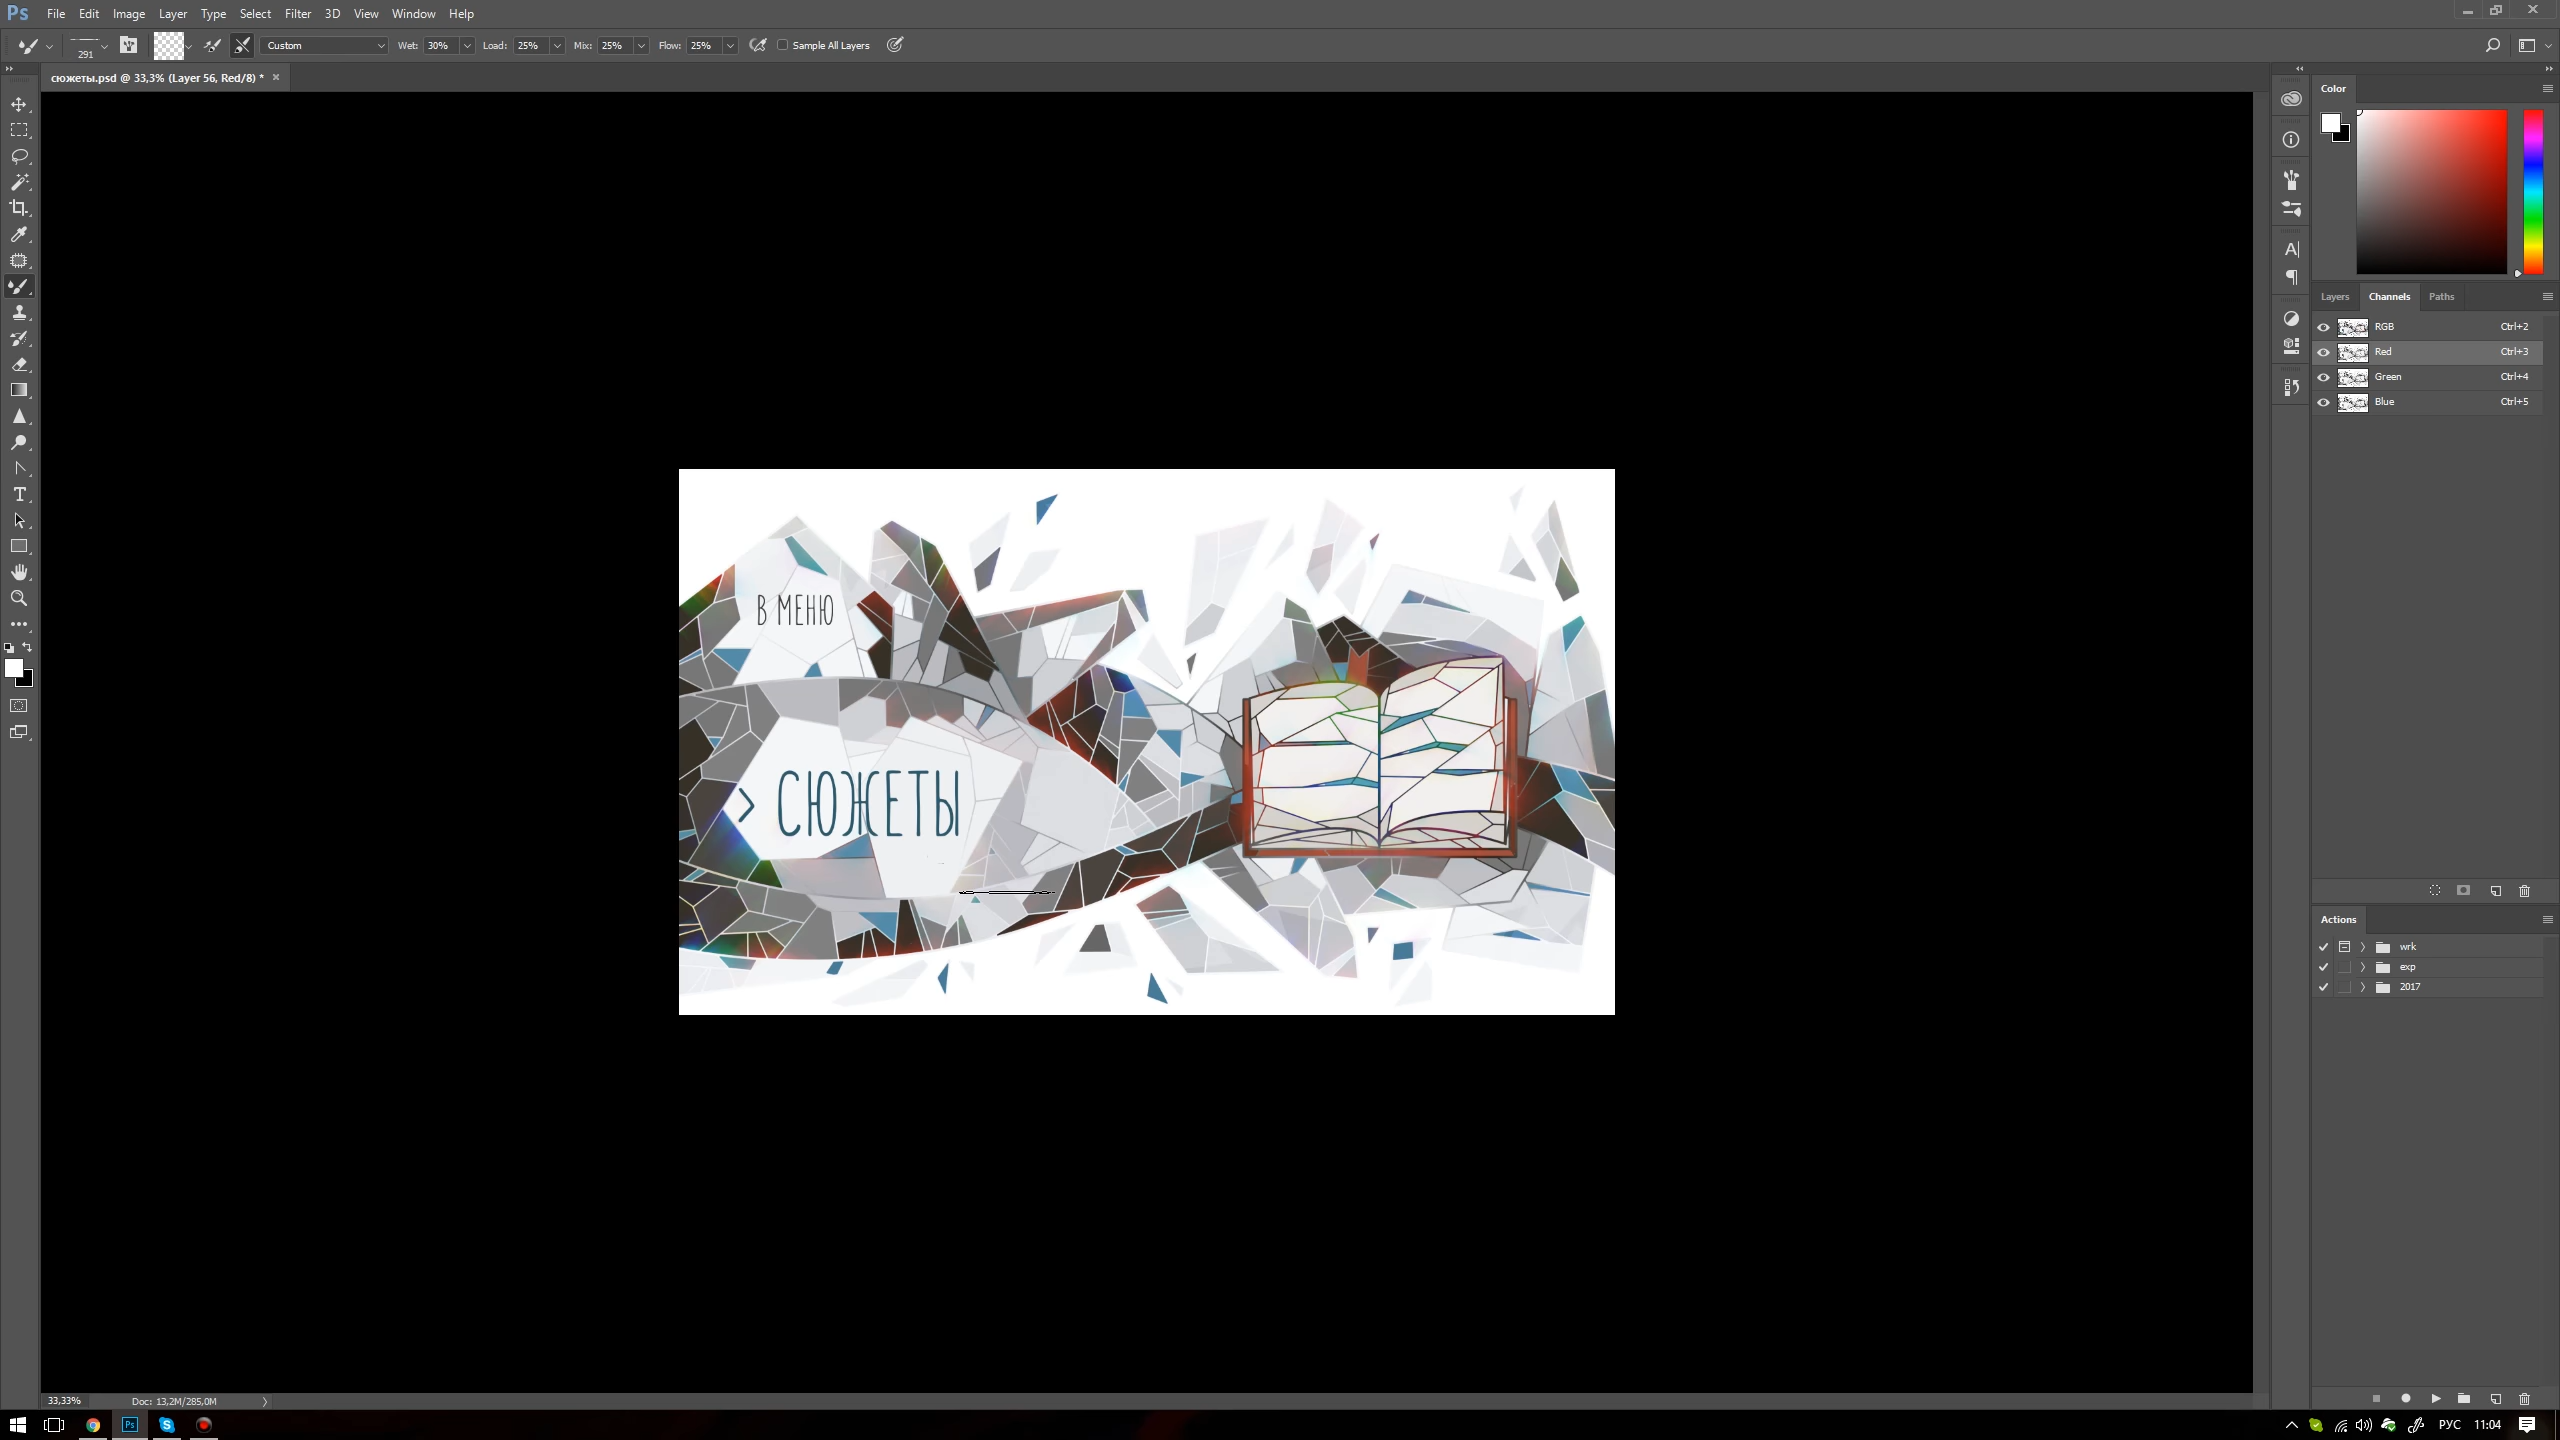 Ps File Edit Image Layer Type Select Filter 3D View Window Help
291 Custom Wet: 30% Load: 25% Mix: 25% Flow: 25% Sample All Layers
сюжеты.psd @ 33,3% (Layer 56, Red/8) *
Color
Layers Channels Paths
RGB Ctrl+2
Red Ctrl+3
Green Ctrl+4
Blue Ctrl+5
В МЕНЮ
> СЮЖЕТЫ
Actions
wrk
exp
2017
33,33% Doc: 13,2M/285,0M
Ps РУС 11:04